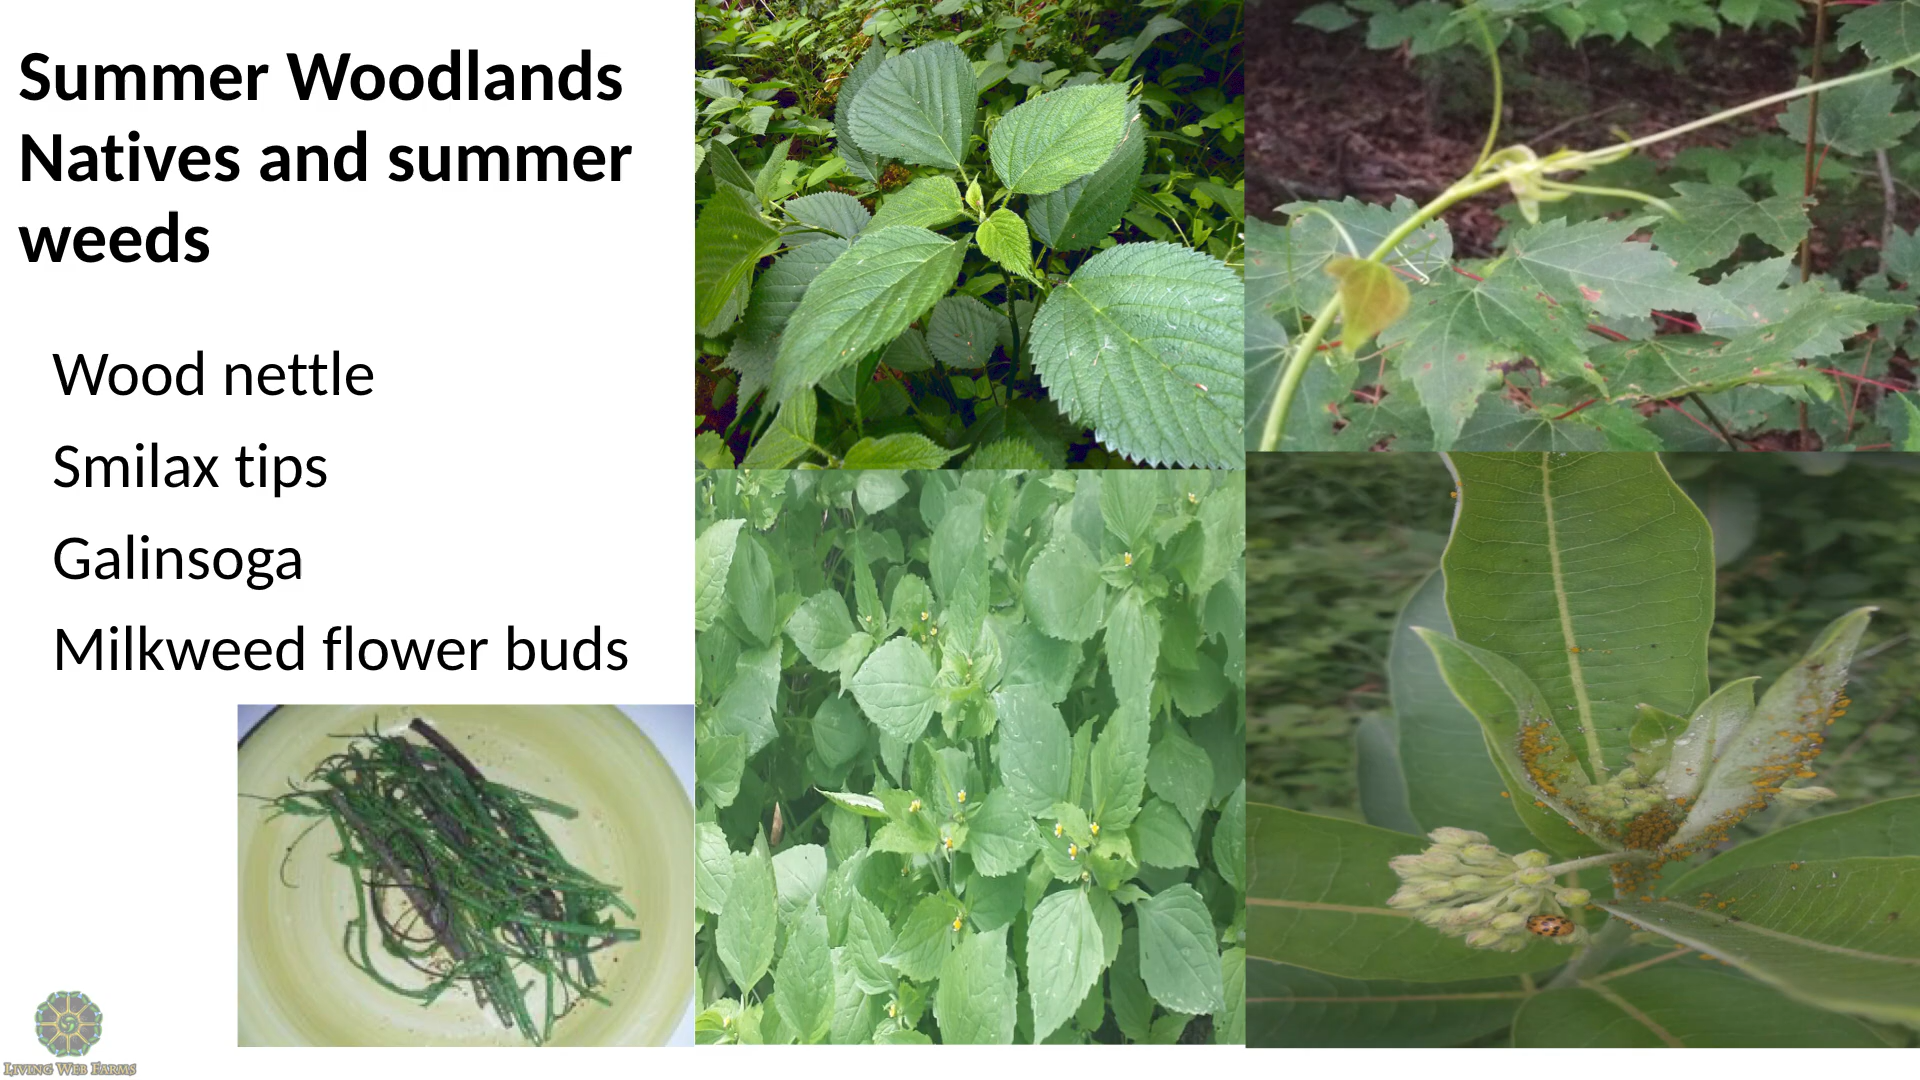 Summer Woodlands
Natives and summer
weeds
Wood nettle
Smilax tips
Galinsoga
Milkweed flower buds
Living Web Farms